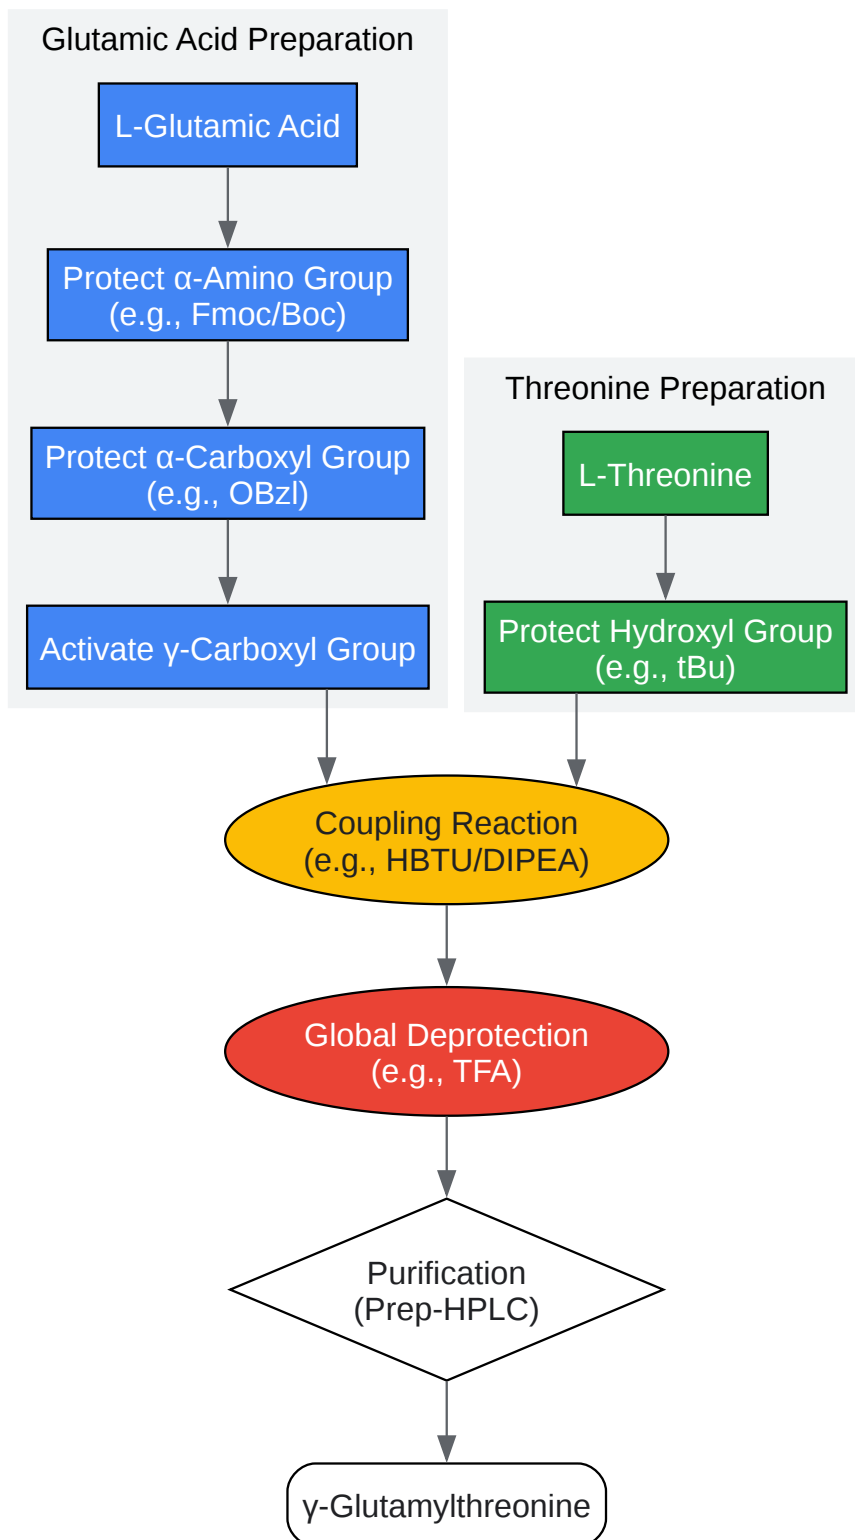 Glutamic Acid Preparation
L-Glutamic Acid
Protect α-Amino Group
(e.g., Fmoc/Boc)
Protect α-Carboxyl Group
(e.g., OBzl)
Activate γ-Carboxyl Group
Threonine Preparation
L-Threonine
Protect Hydroxyl Group
(e.g., tBu)
Coupling Reaction
(e.g., HBTU/DIPEA)
Global Deprotection
(e.g., TFA)
Purification
(Prep-HPLC)
γ-Glutamylthreonine